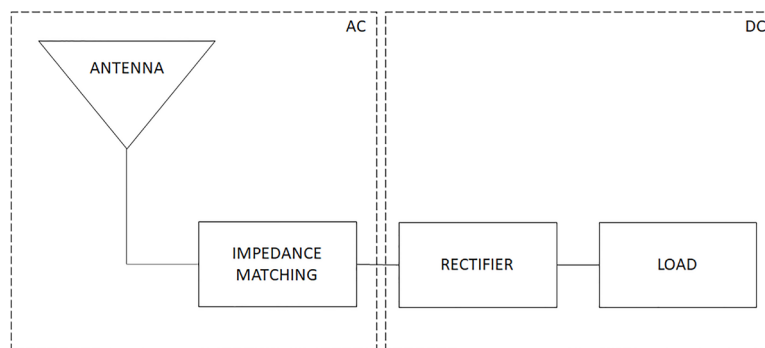 AC
DC
ANTENNA
IMPEDANCE
MATCHING
RECTIFIER
LOAD